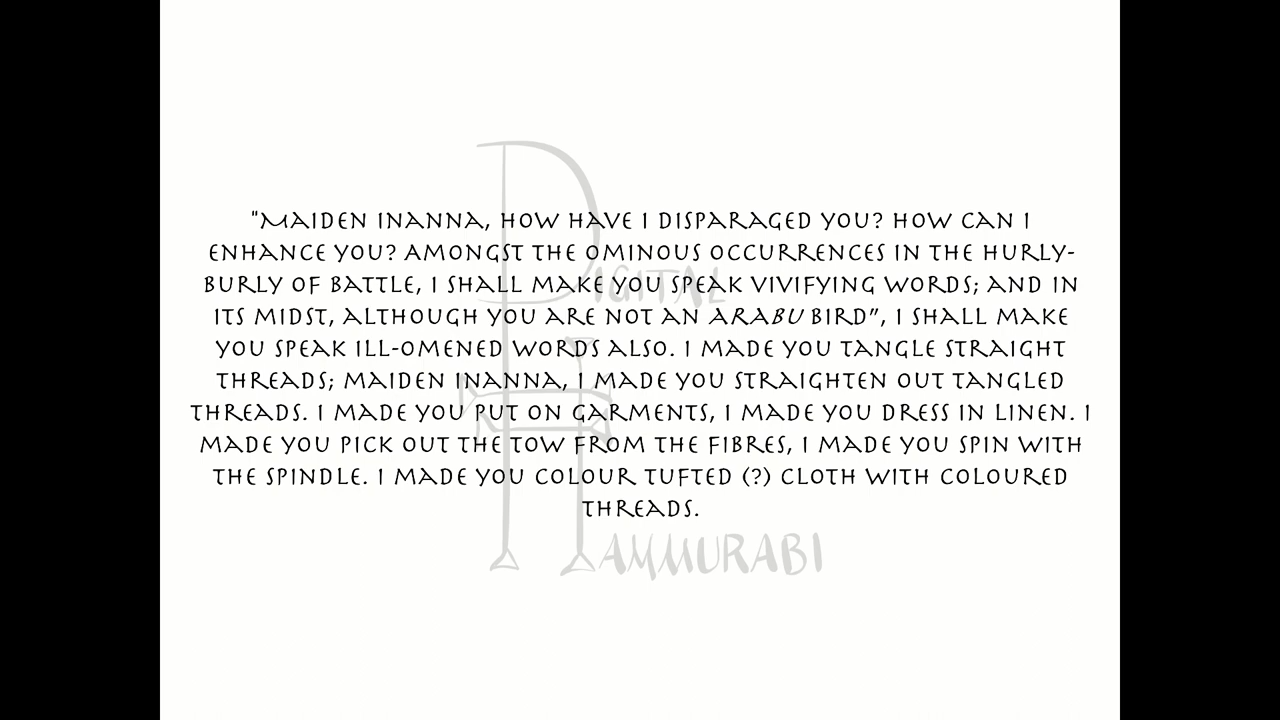 "Maiden Inanna, how have I disparaged you? How can I
enhance you? Amongst the ominous occurrences in the hurly-
burly of battle, I shall make you speak vivifying words; and in
its midst, although you are not an arabu bird”, I shall make
you speak ill-omened words also. I made you tangle straight
threads; maiden Inanna, I made you straighten out tangled
threads. I made you put on garments, I made you dress in linen. I
made you pick out the tow from the fibres, I made you spin with
the spindle. I made you colour tufted (?) cloth with coloured
threads.
Digital
Hammurabi